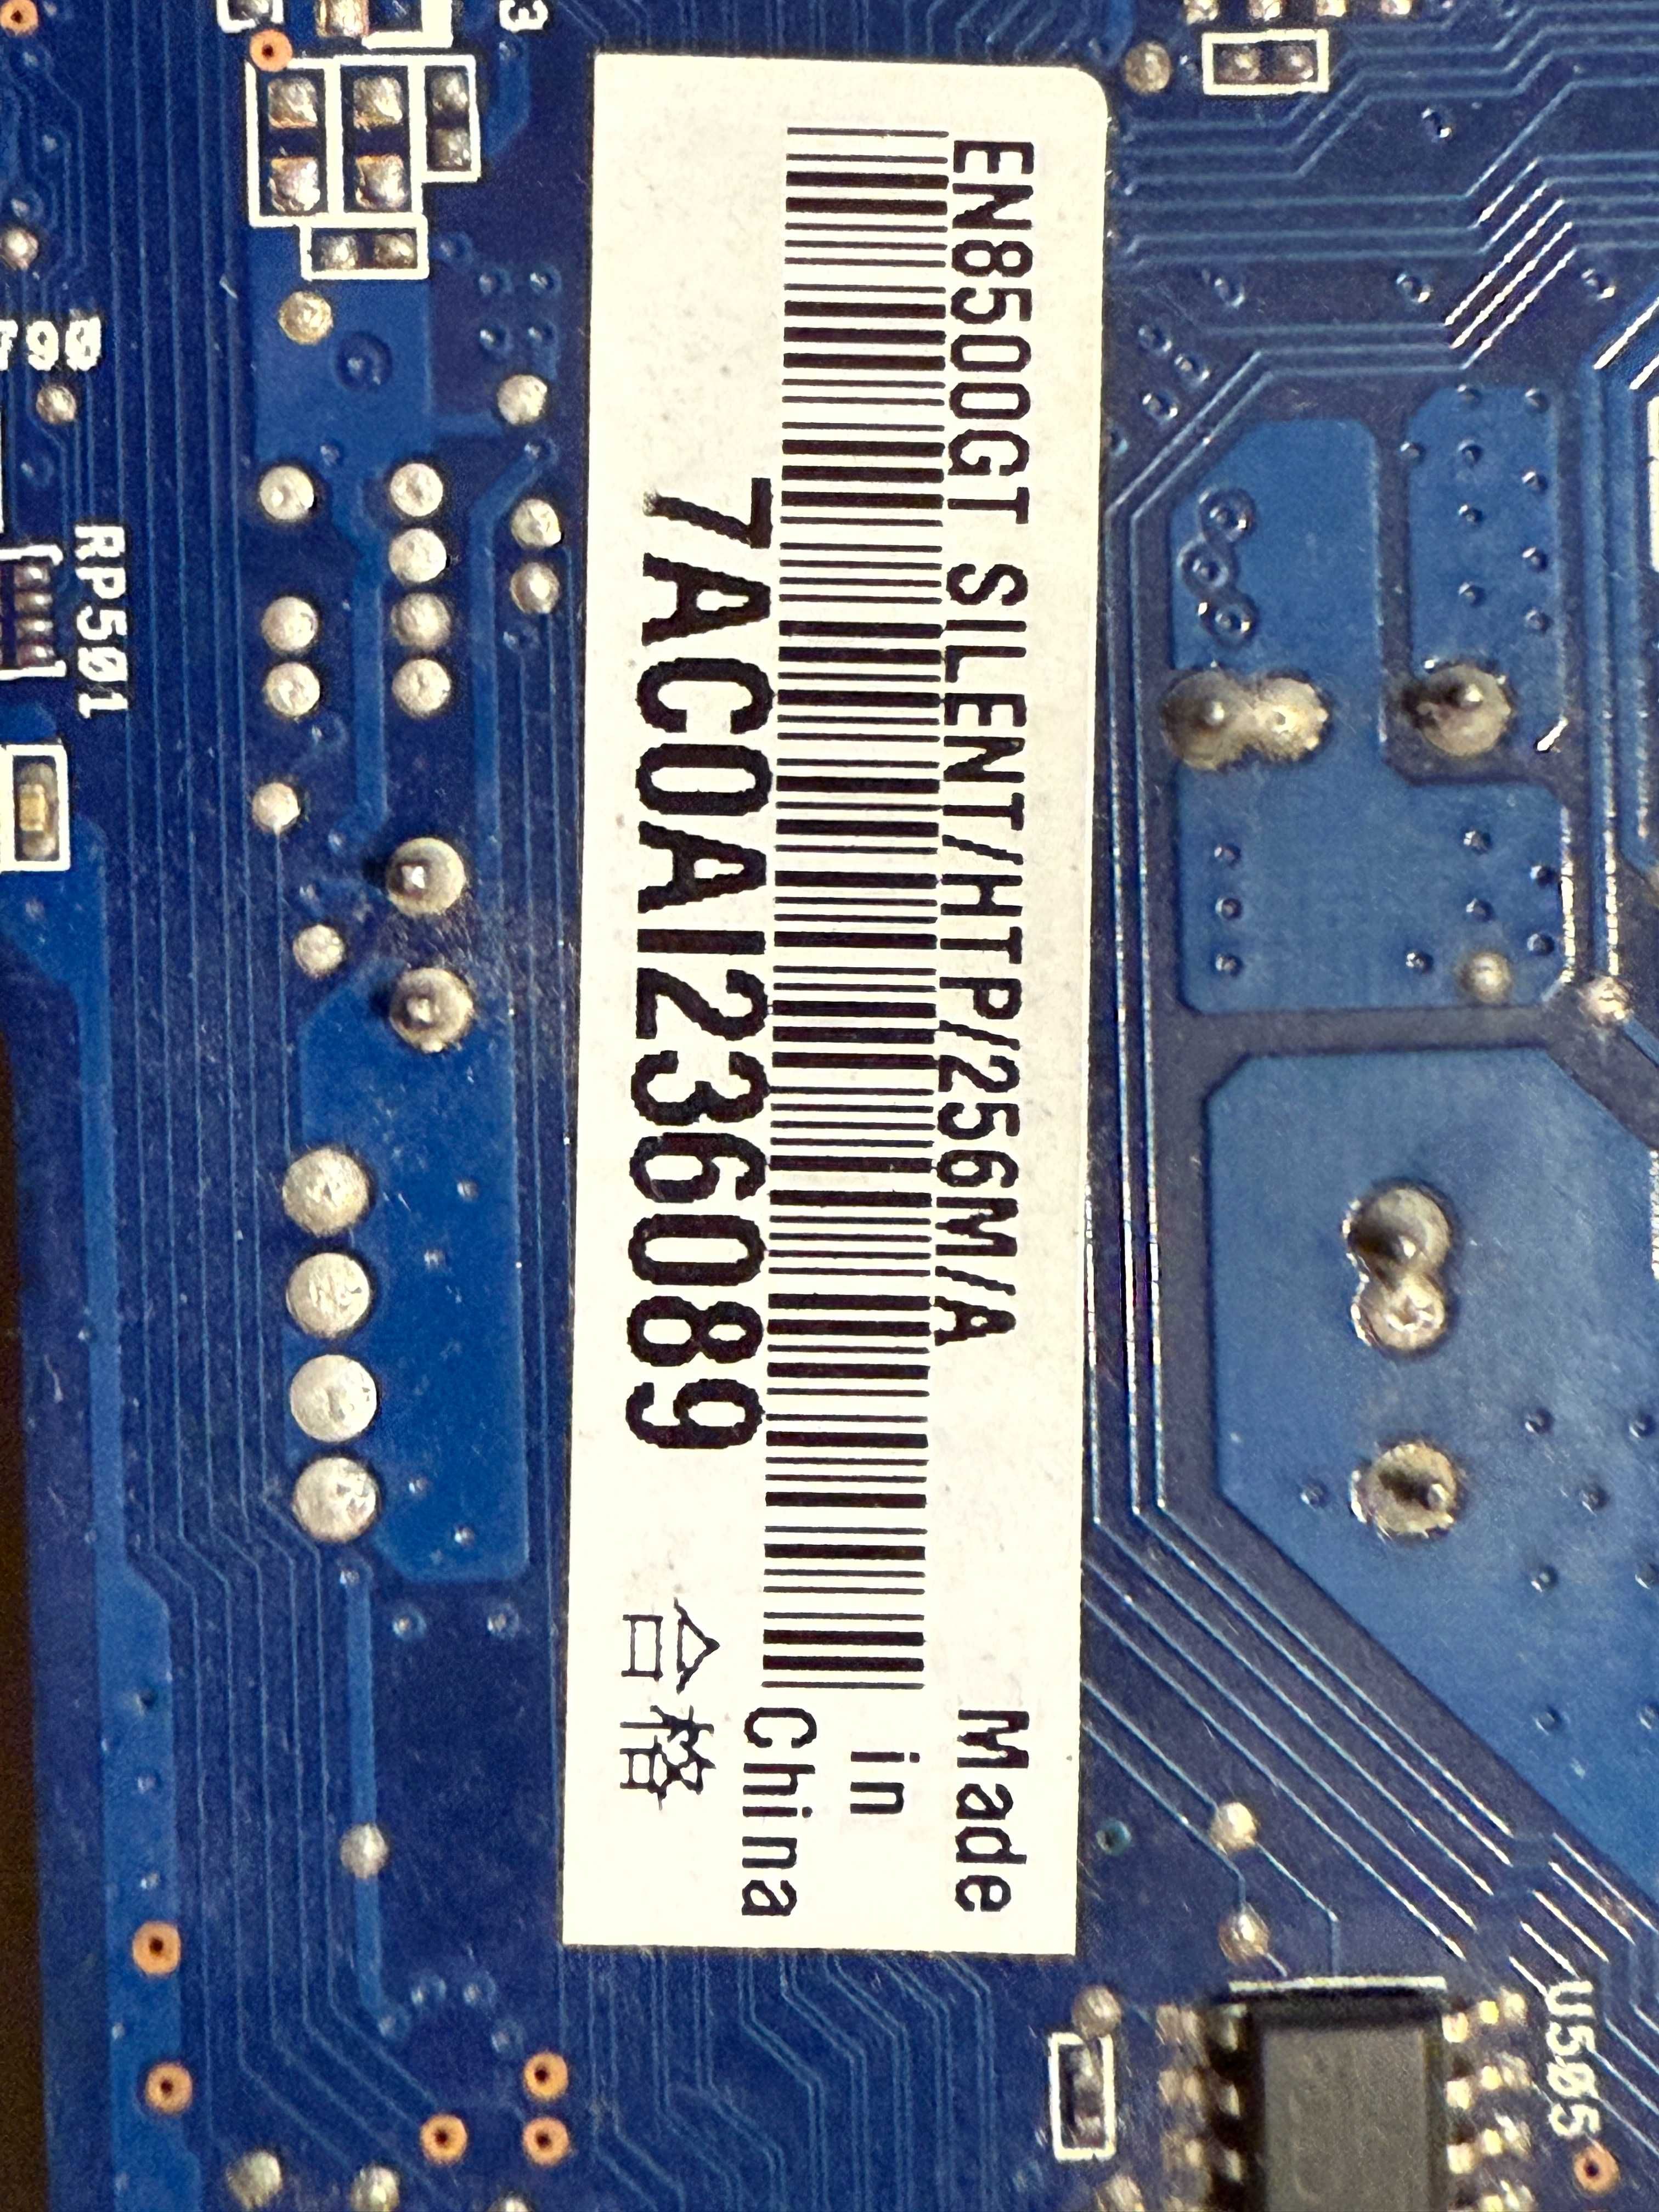 EN8500GT SILENT/HTP/256M/A
7AC0AI236089
Made
in
China
合格
RP501
U505